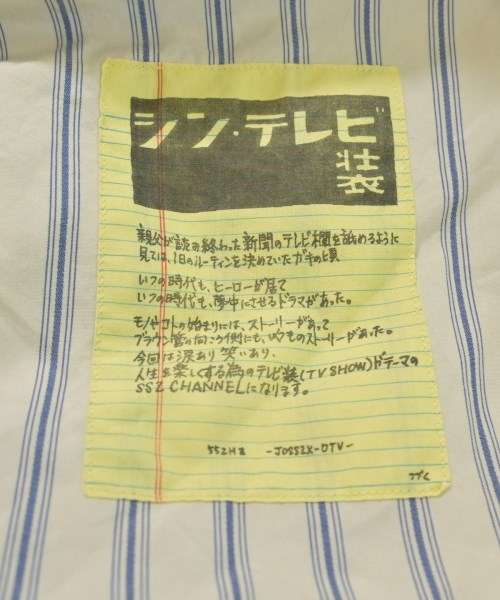 シン・テレビ
装
親父が読み終わった新聞のテレビ欄を舐めるように
見ては、1日のルーティンを決めていたガキの頃
いつの時代も、ヒーローが居て
いつの時代も、夢中にさせるドラマがあった。
モノやコトの始まりには、ストーリーがあって
ブラウン管の向こう側にも、いつものストーリーがあった。
今回は涙あり笑いあり、
人生を楽しくする為のテレビ装(TV SHOW)がテーマの
SSZ CHANNELになります。
SSZHZ -JOSSZX-DTV-
つづく